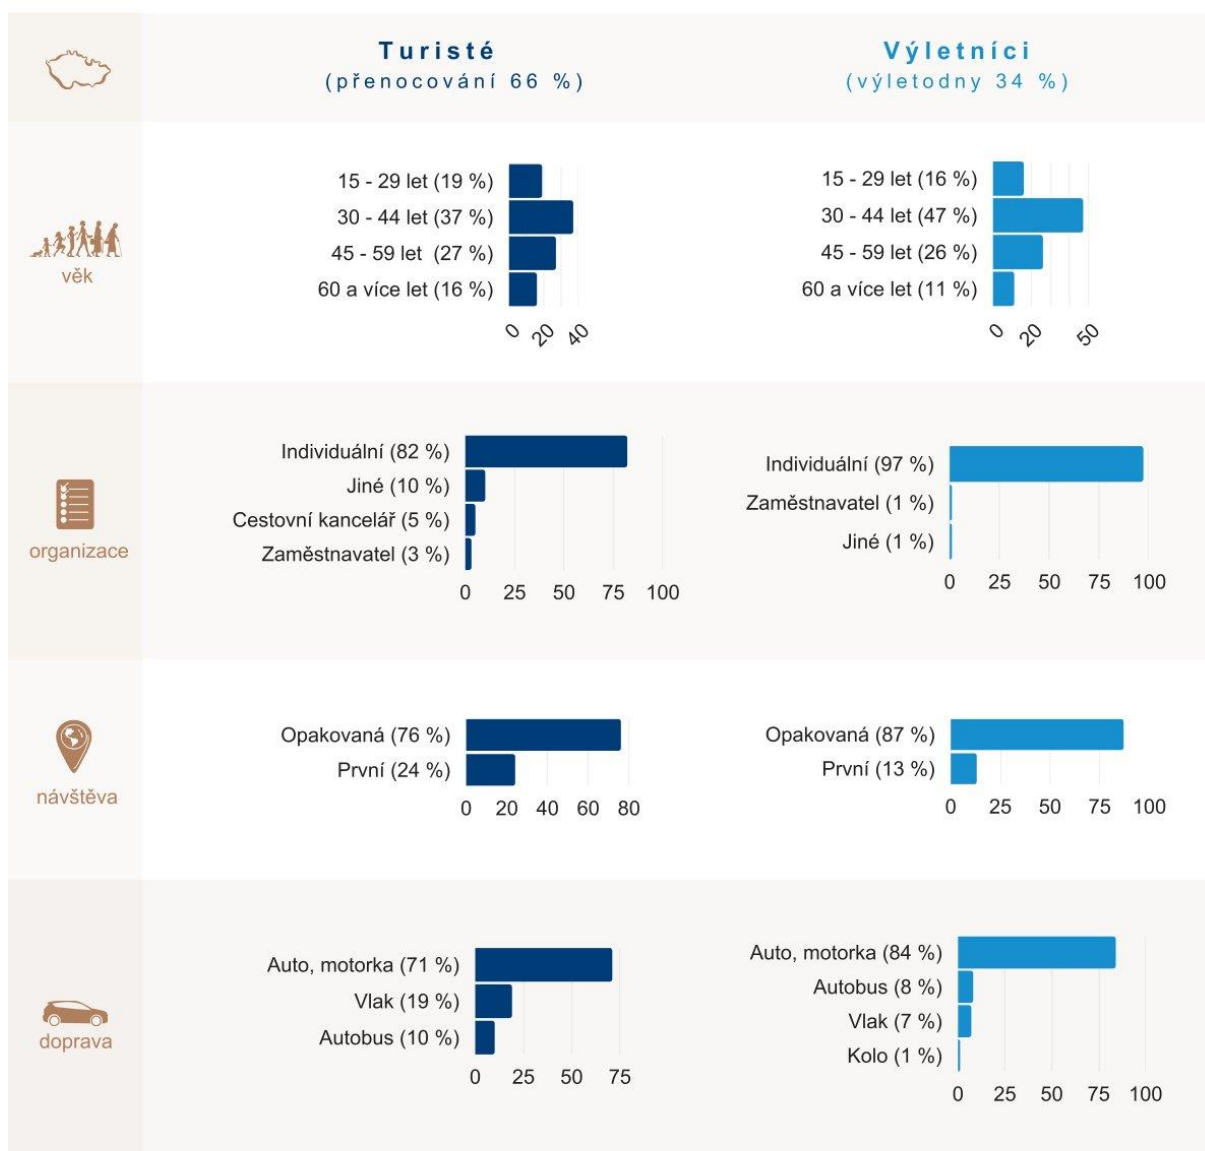 Turisté
(přenocování 66 %)
Výletníci
(výletodny 34 %)
věk
15 - 29 let (19 %)
30 - 44 let (37 %)
45 - 59 let (27 %)
60 a více let (16 %)
0 20 40
15 - 29 let (16 %)
30 - 44 let (47 %)
45 - 59 let (26 %)
60 a více let (11 %)
0 20 50
organizace
Individuální (82 %)
Jiné (10 %)
Cestovní kancelář (5 %)
Zaměstnavatel (3 %)
0 25 50 75 100
Individuální (97 %)
Zaměstnavatel (1 %)
Jiné (1 %)
0 25 50 75 100
návštěva
Opakovaná (76 %)
První (24 %)
0 20 40 60 80
Opakovaná (87 %)
První (13 %)
0 25 50 75 100
doprava
Auto, motorka (71 %)
Vlak (19 %)
Autobus (10 %)
0 25 50 75
Auto, motorka (84 %)
Autobus (8 %)
Vlak (7 %)
Kolo (1 %)
0 25 50 75 100